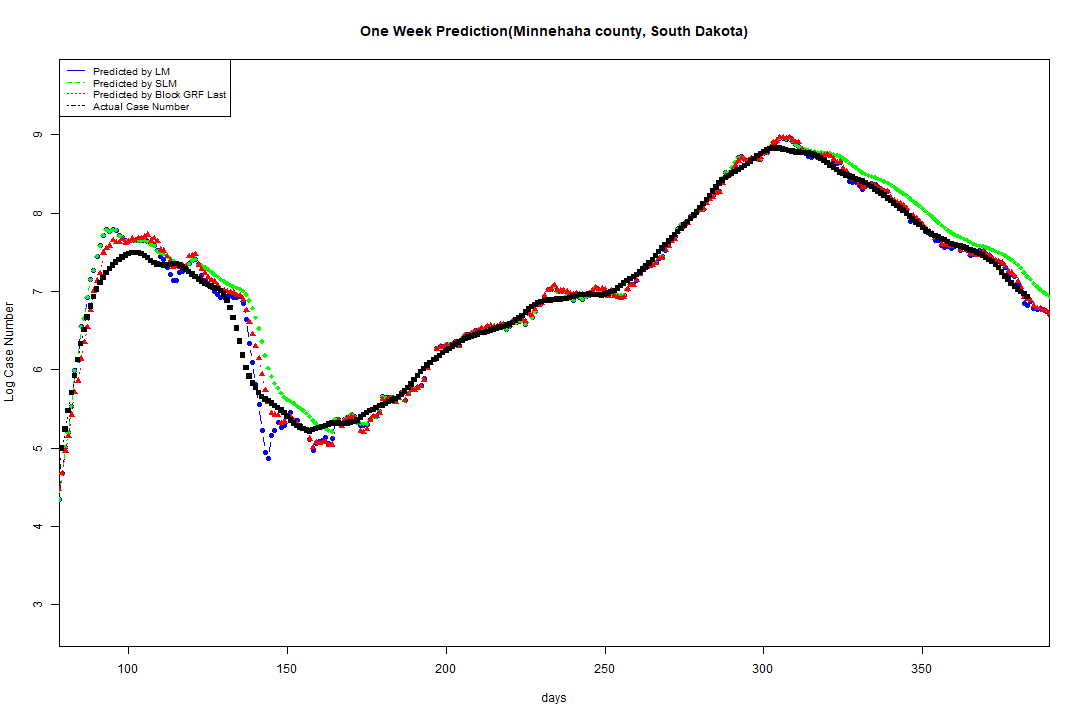 One Week Prediction(Minnehaha county, South Dakota)
Predicted by LM
Predicted by SLM
Predicted by Block GRF Last
Actual Case Number
Log Case Number
9
8
7
6
5
4
3
100 150 200 250 300 350
days